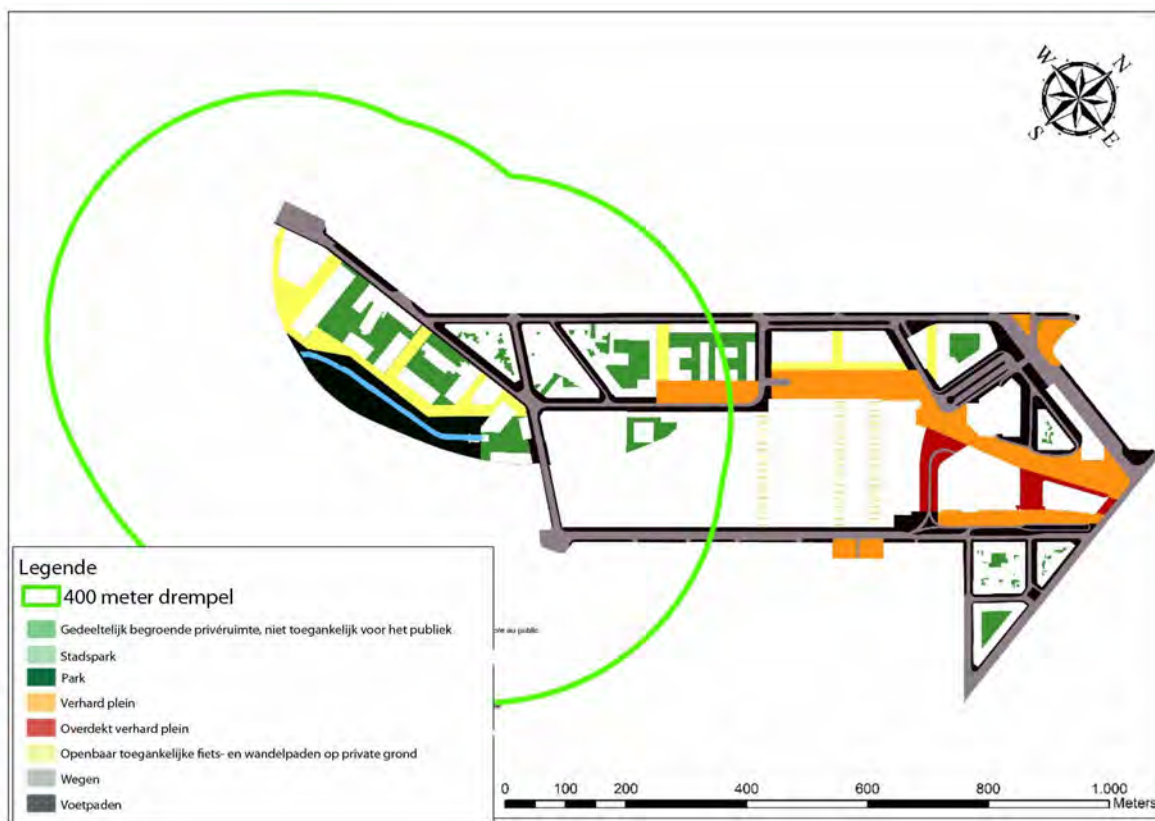 W
N
S
E
Legende
400 meter drempel
Gedeeltelijk begroende privéruimte, niet toegankelijk voor het publiek
Stadspark
Park
Verhard plein
Overdekt verhard plein
Openbaar toegankelijke fiets- en wandelpaden op private grond
Wegen
Voetpaden
au public
0 100 200 400 600 800 1.000
Meters